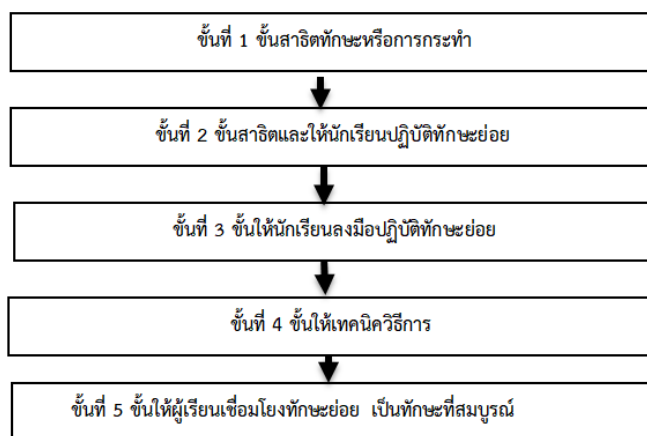 ขั้นที่ 1 ขั้นสาธิตทักษะหรือการกระทำ
ขั้นที่ 2 ขั้นสาธิตและให้นักเรียนปฏิบัติทักษะย่อย
ขั้นที่ 3 ขั้นให้นักเรียนลงมือปฏิบัติทักษะย่อย
ขั้นที่ 4 ขั้นให้เทคนิควิธีการ
ขั้นที่ 5 ขั้นให้ผู้เรียนเชื่อมโยงทักษะย่อย เป็นทักษะที่สมบูรณ์